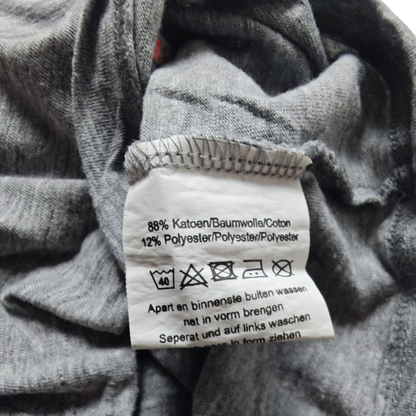 88% Katoen/Baumwolle/Coton
12% Polyester/Polyester/Polyester
40
Apart en binnenste buiten wassen
nat in vorm brengen
Seperat und auf links waschen
in form ziehen